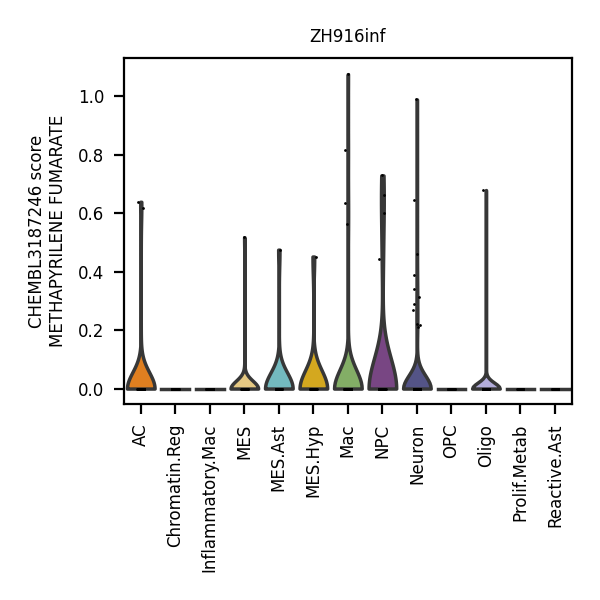 ZH916inf
CHEMBL3187246 score
METHAPYRILENE FUMARATE
1.0
0.8
0.6
0.4
0.2
0.0
AC
Chromatin.Reg
Inflammatory.Mac
MES
MES.Ast
MES.Hyp
Mac
NPC
Neuron
OPC
Oligo
Prolif.Metab
Reactive.Ast